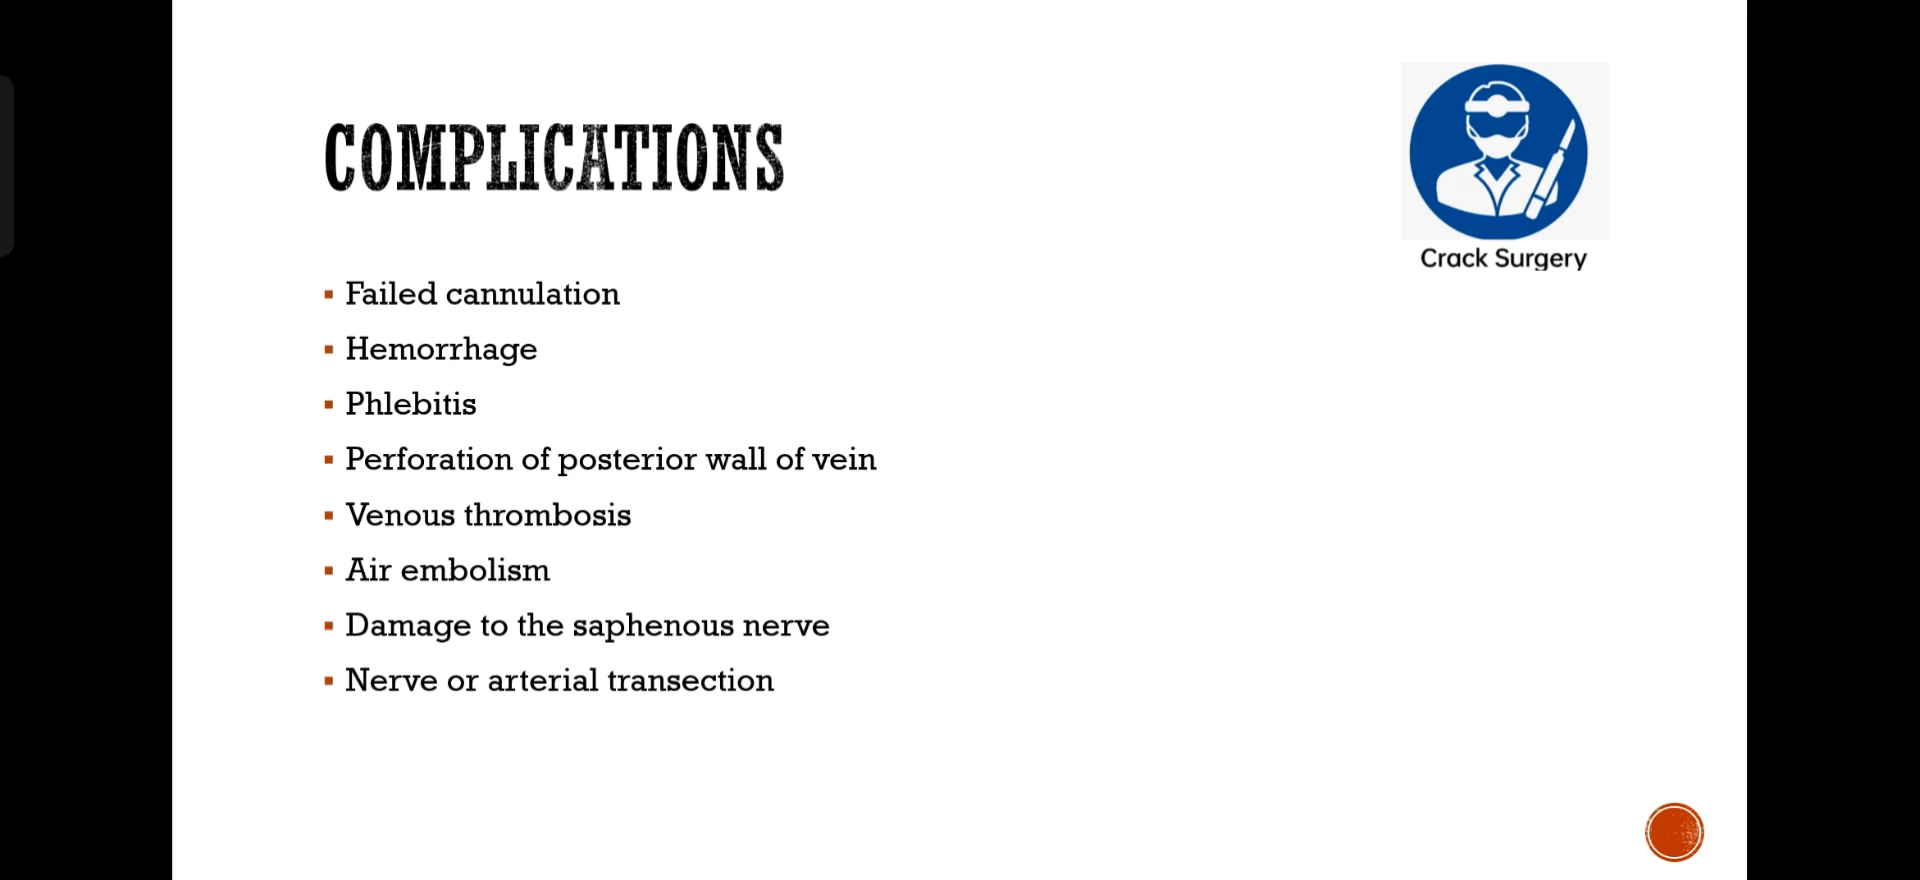 COMPLICATIONS
Crack Surgery
▪ Failed cannulation
▪ Hemorrhage
▪ Phlebitis
▪ Perforation of posterior wall of vein
▪ Venous thrombosis
▪ Air embolism
▪ Damage to the saphenous nerve
▪ Nerve or arterial transection